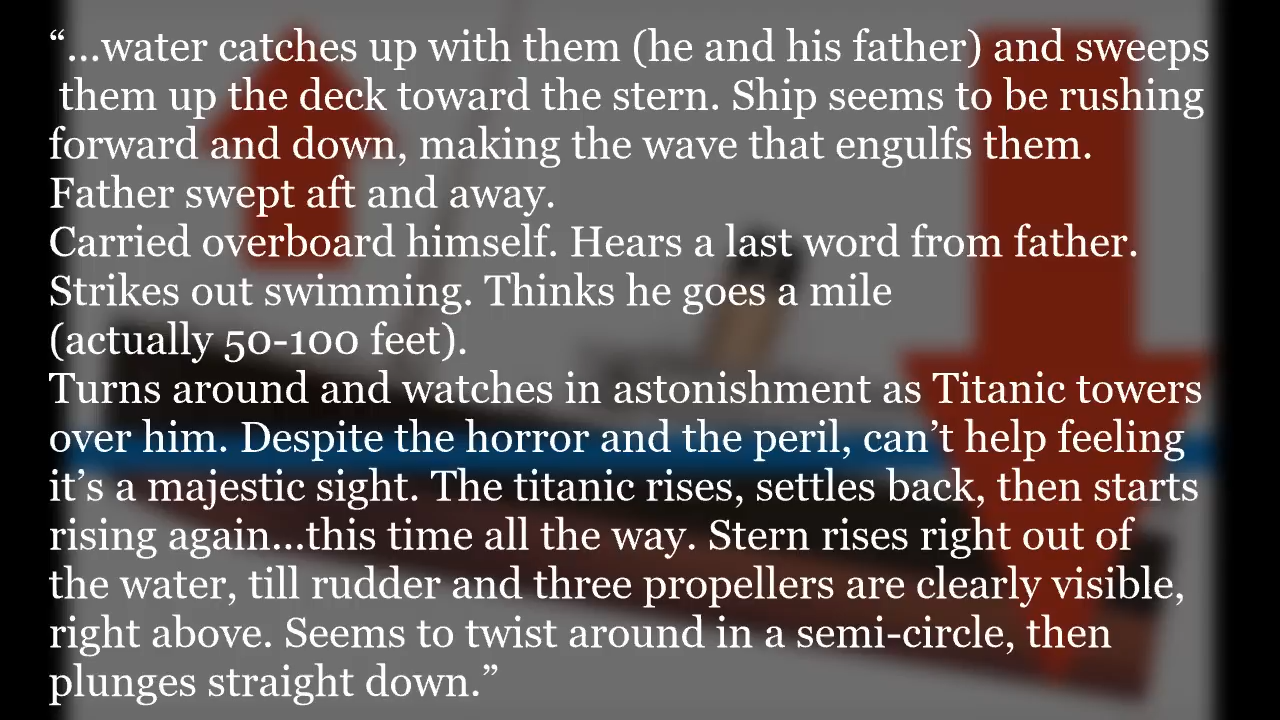 “...water catches up with them (he and his father) and sweeps
them up the deck toward the stern. Ship seems to be rushing
forward and down, making the wave that engulfs them.
Father swept aft and away.
Carried overboard himself. Hears a last word from father.
Strikes out swimming. Thinks he goes a mile
(actually 50-100 feet).
Turns around and watches in astonishment as Titanic towers
over him. Despite the horror and the peril, can’t help feeling
it’s a majestic sight. The titanic rises, settles back, then starts
rising again...this time all the way. Stern rises right out of
the water, till rudder and three propellers are clearly visible,
right above. Seems to twist around in a semi-circle, then
plunges straight down.”